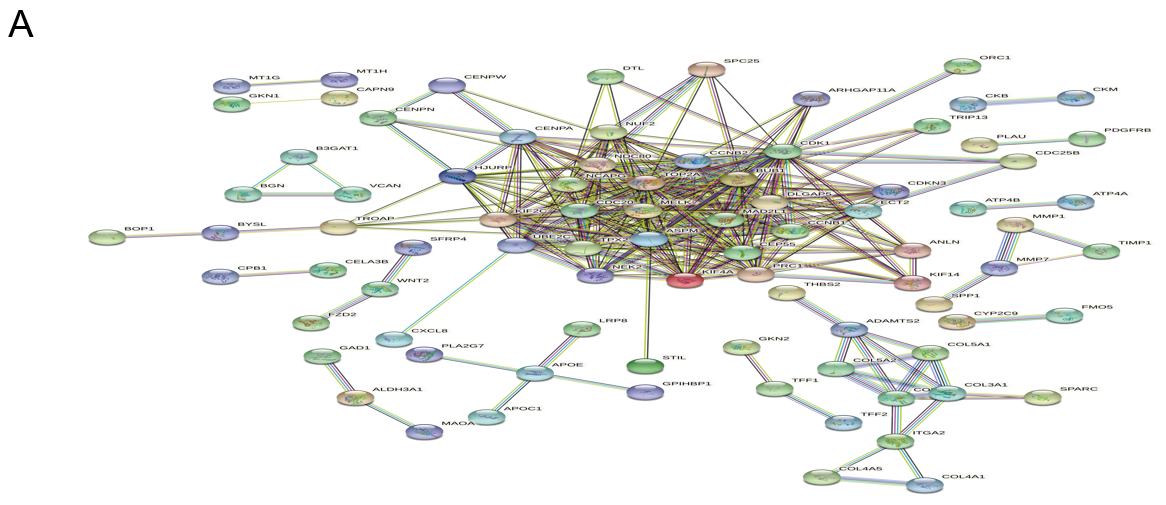 A
SPC25
ORC1
MT1G
MT1H
DTL
CENPW
GKN1
CAPN9
ARHGAP11A
CKB
CKM
CENPN
NUF2
TRIP13
CENPA
PLAU
PDGFRB
CDK1
B3GAT1
NDC80
CCNB2
CDC25B
HJURP
NCAPG
TOP2A
BUB1
BGN
VCAN
DLGAP5
CDKN3
ATP4B
ATP4A
CDC20
MELK
ECT2
KIF2C
MAD2L1
MMP1
TROAP
BYSL
BOP1
UBE2C
TPX2
ASPM
CCNB1
SFRP4
CEP55
ANLN
TIMP1
CPB1
CELA3B
NEK2
KIF4A
PRC1
MMP7
WNT2
KIF14
THBS2
SPP1
FZD2
CYP2C9
FMO5
CXCL8
LRP8
ADAMTS2
GAD1
PLA2G7
GKN2
COL5A1
APOE
STIL
COL5A2
ALDH3A1
GPIHBP1
TFF1
COL3A1
SPARC
MAOA
APOC1
TFF2
ITGA2
COL4A5
COL4A1